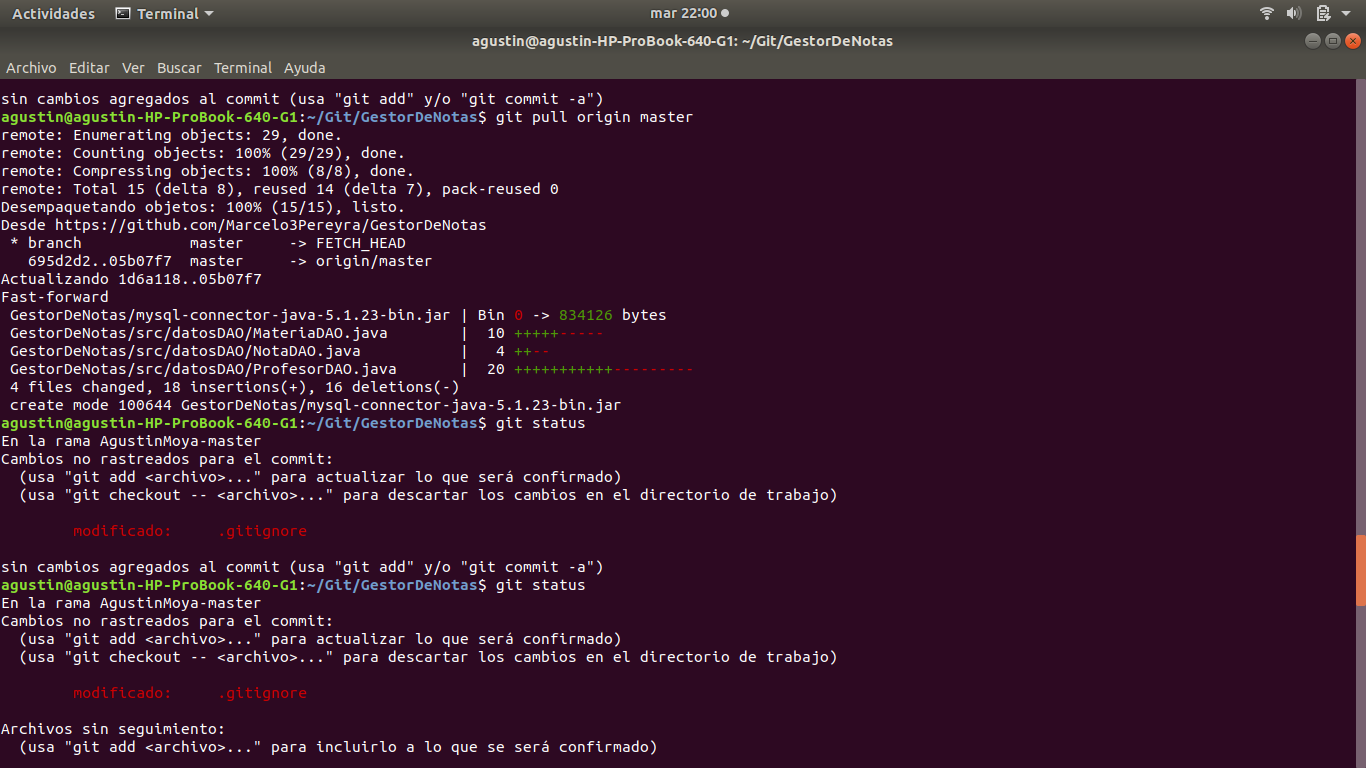 Actividades Terminal mar 22:00
agustin@agustin-HP-ProBook-640-G1: ~/Git/GestorDeNotas
Archivo Editar Ver Buscar Terminal Ayuda
sin cambios agregados al commit (usa "git add" y/o "git commit -a")
agustin@agustin-HP-ProBook-640-G1:~/Git/GestorDeNotas$ git pull origin master
remote: Enumerating objects: 29, done.
remote: Counting objects: 100% (29/29), done.
remote: Compressing objects: 100% (8/8), done.
remote: Total 15 (delta 8), reused 14 (delta 7), pack-reused 0
Desempaquetando objetos: 100% (15/15), listo.
Desde https://github.com/Marcelo3Pereyra/GestorDeNotas
 * branch            master     -> FETCH_HEAD
   695d2d2..05b07f7  master     -> origin/master
Actualizando 1d6a118..05b07f7
Fast-forward
 GestorDeNotas/mysql-connector-java-5.1.23-bin.jar | Bin 0 -> 834126 bytes
 GestorDeNotas/src/datosDAO/MateriaDAO.java        |  10 +++++-----
 GestorDeNotas/src/datosDAO/NotaDAO.java           |   4 ++--
 GestorDeNotas/src/datosDAO/ProfesorDAO.java       |  20 +++++++++++---------
 4 files changed, 18 insertions(+), 16 deletions(-)
 create mode 100644 GestorDeNotas/mysql-connector-java-5.1.23-bin.jar
agustin@agustin-HP-ProBook-640-G1:~/Git/GestorDeNotas$ git status
En la rama AgustinMoya-master
Cambios no rastreados para el commit:
  (usa "git add <archivo>..." para actualizar lo que será confirmado)
  (usa "git checkout -- <archivo>..." para descartar los cambios en el directorio de trabajo)
        modificado:     .gitignore
sin cambios agregados al commit (usa "git add" y/o "git commit -a")
agustin@agustin-HP-ProBook-640-G1:~/Git/GestorDeNotas$ git status
En la rama AgustinMoya-master
Cambios no rastreados para el commit:
  (usa "git add <archivo>..." para actualizar lo que será confirmado)
  (usa "git checkout -- <archivo>..." para descartar los cambios en el directorio de trabajo)
        modificado:     .gitignore
Archivos sin seguimiento:
  (usa "git add <archivo>..." para incluirlo a lo que se será confirmado)